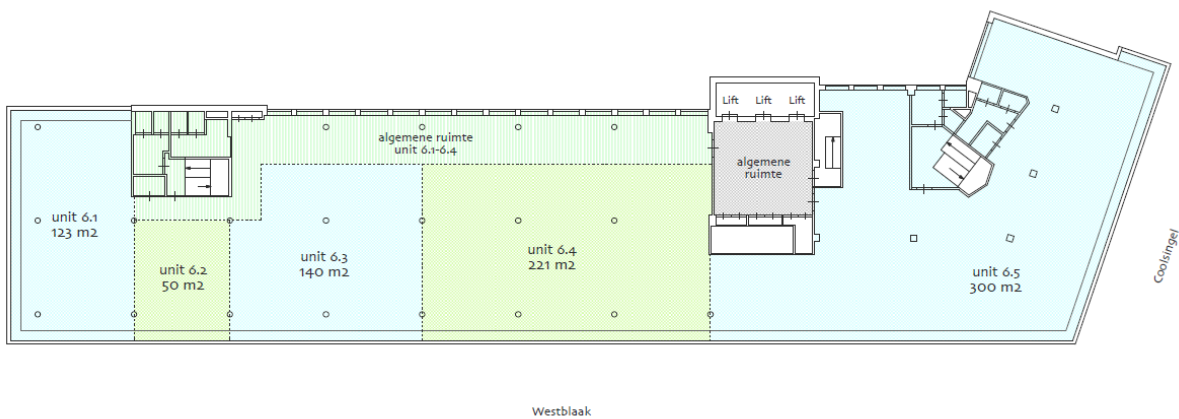 Lift Lift Lift
algemene ruimte
unit 6.1-6.4
algemene
ruimte
unit 6.1
123 m2
unit 6.2
50 m2
unit 6.3
140 m2
unit 6.4
221 m2
unit 6.5
300 m2
Coolsingel
Westblaak